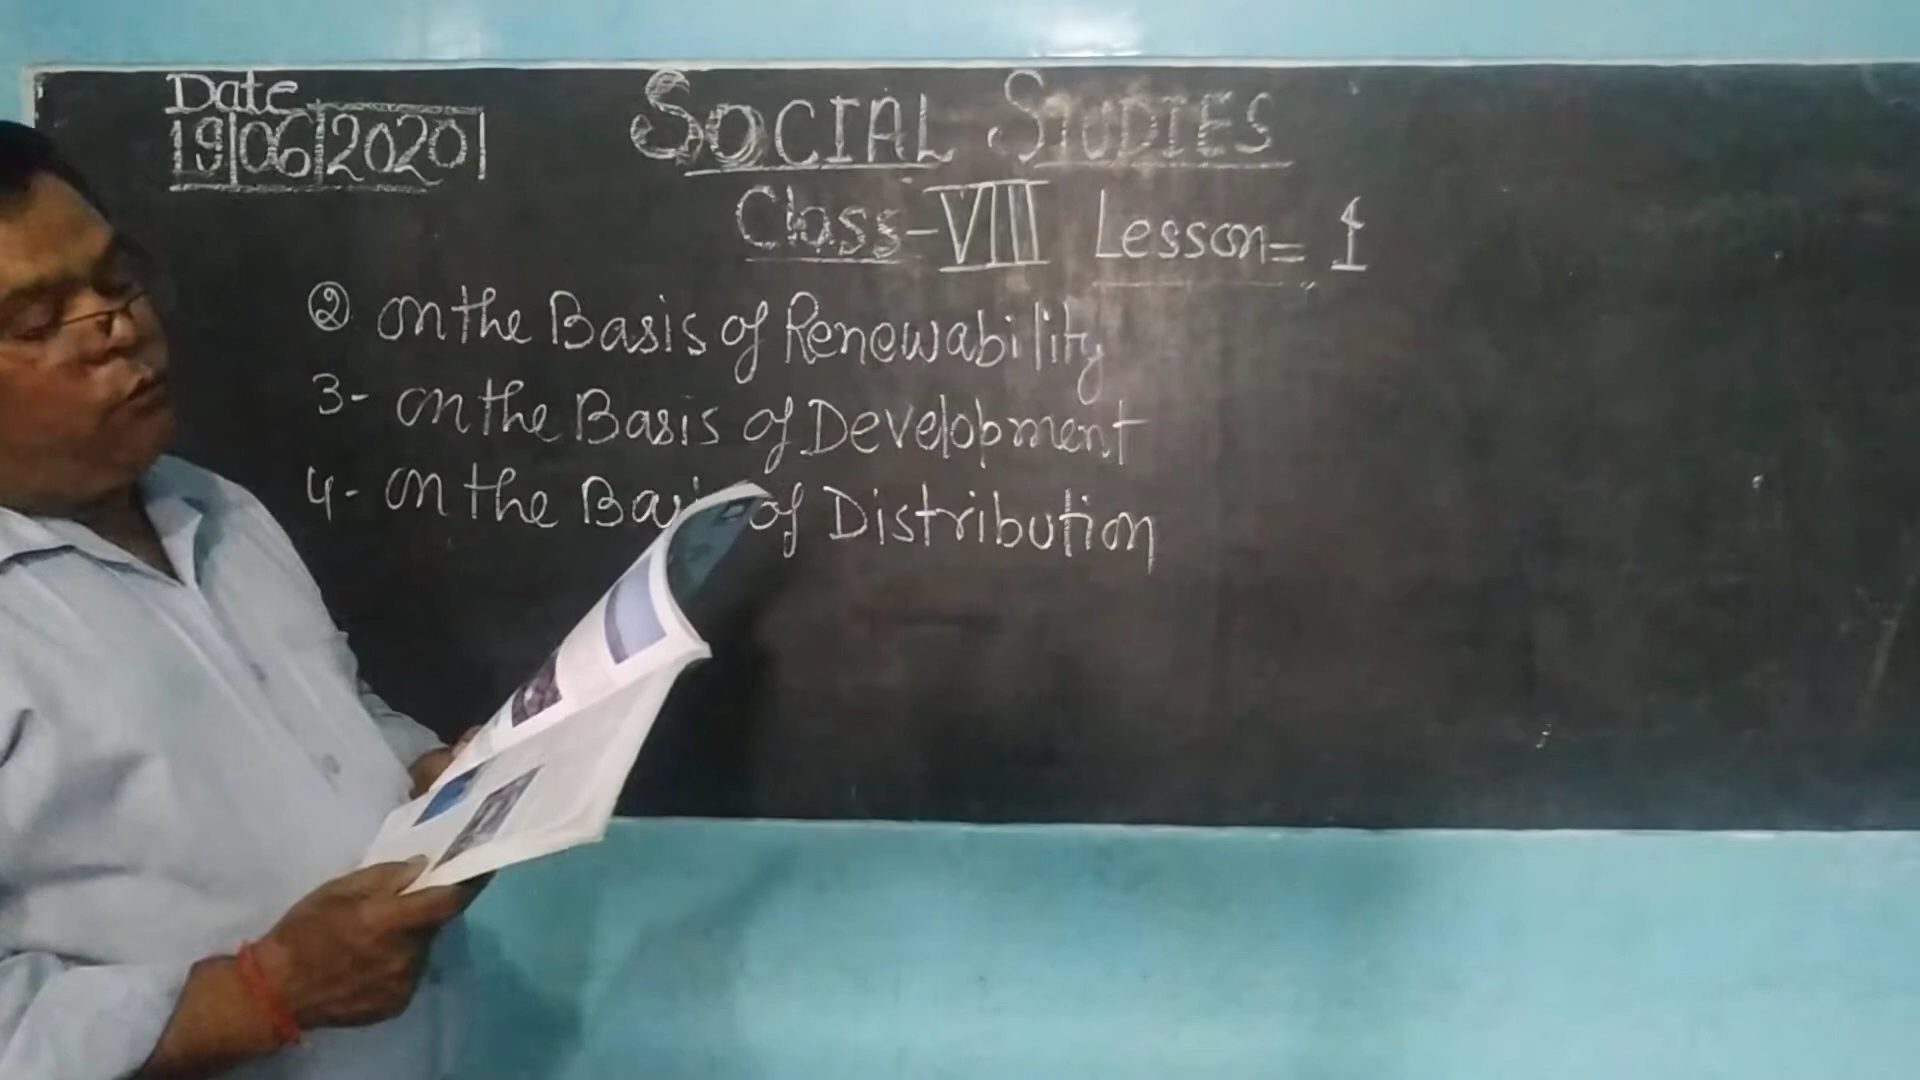 Date
19|06|2020
SOCIAL STUDIES
Class-VIII Lesson= 1
② on the Basis of Renewability
3- on the Basis of Development
4- on the Basis of Distribution